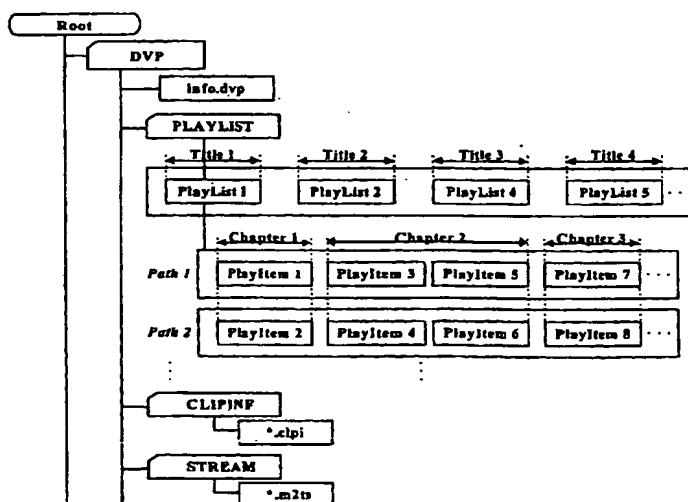 Root
DVP
info.dvp
PLAYLIST
Title 1 Title 2 Title 3 Title 4
PlayList 1 PlayList 2 PlayList 4 PlayList 5 ...
Chapter 1 Chapter 2 Chapter 3
Path 1 PlayItem 1 PlayItem 3 PlayItem 5 PlayItem 7 ...
Path 2 PlayItem 2 PlayItem 4 PlayItem 6 PlayItem 8 ...
CLIPINF
*.clpi
STREAM
*.m2ts